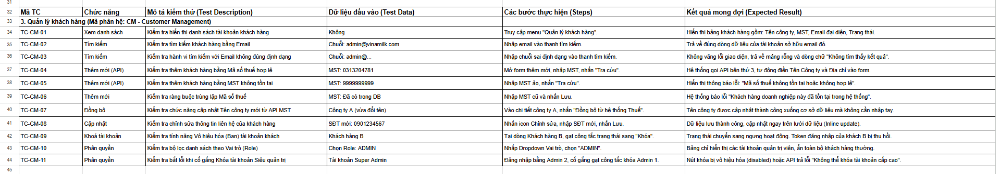 31
32 Mã TC Chức năng Mô tả kiểm thử (Test Description) Dữ liệu đầu vào (Test Data) Các bước thực hiện (Steps) Kết quả mong đợi (Expected Result)
33 3. Quản lý khách hàng (Mã phân hệ: CM - Customer Management)
34 TC-CM-01 Xem danh sách Kiểm tra hiển thị danh sách tài khoản khách hàng Không Truy cập menu "Quản lý khách hàng". Hiển thị bảng khách hàng gồm: Tên công ty, MST, Email đại diện, Trạng thái.
35 TC-CM-02 Tìm kiếm Kiểm tra tìm kiếm khách hàng bằng Email Chuỗi: admin@vinamilk.com Nhập email vào thanh tìm kiếm. Trả về đúng dòng dữ liệu của tài khoản sở hữu email đó.
36 TC-CM-03 Tìm kiếm Kiểm tra hành vi tìm kiếm với Email không đúng định dạng Chuỗi: admin@... Nhập chuỗi sai định dạng vào thanh tìm kiếm. Không văng lỗi giao diện, trả về mảng rỗng và dòng chữ "Không tìm thấy kết quả".
37 TC-CM-04 Thêm mới (API) Kiểm tra thêm khách hàng bằng Mã số thuế hợp lệ MST: 0313204781 Mở form thêm mới, nhập MST, nhấn "Tra cứu". Hệ thống gọi API bên thứ 3, tự động điền Tên Công ty và Địa chỉ vào form.
38 TC-CM-05 Thêm mới (API) Kiểm tra thêm khách hàng bằng MST không tồn tại MST: 9999999999 Nhập MST ảo, nhấn "Tra cứu". Hiển thị thông báo lỗi: "Mã số thuế không tồn tại hoặc không hợp lệ".
39 TC-CM-06 Thêm mới Kiểm tra ràng buộc trùng lặp Mã số thuế MST: Đã có trong DB Nhập MST cũ và nhấn Lưu. Hệ thống báo lỗi "Khách hàng doanh nghiệp này đã tồn tại trong hệ thống".
40 TC-CM-07 Đồng bộ Kiểm tra chức năng cập nhật Tên công ty mới từ API MST Công ty A (vừa đổi tên) Vào chi tiết công ty A, nhấn "Đồng bộ từ hệ thống Thuế". Tên công ty được cập nhật thành công xuống cơ sở dữ liệu mà không cần nhập tay.
41 TC-CM-08 Cập nhật Kiểm tra chỉnh sửa thông tin liên hệ của khách hàng SĐT mới: 0901234567 Nhấn icon Chỉnh sửa, nhập SĐT mới, nhấn Lưu. Dữ liệu lưu thành công, cập nhật ngay trên lưới dữ liệu (Inline update).
42 TC-CM-09 Khoá tài khoản Kiểm tra tính năng Vô hiệu hóa (Ban) tài khoản khách Khách hàng B Tại dòng Khách hàng B, gạt công tắc trạng thái sang "Khóa". Trạng thái chuyển sang ngưng hoạt động. Token đăng nhập của khách B bị thu hồi.
43 TC-CM-10 Phân quyền Kiểm tra bộ lọc danh sách theo Vai trò (Role) Chọn Role: ADMIN Nhấp Dropdown Vai trò, chọn "ADMIN". Bảng chỉ hiển thị các tài khoản quản trị viên, ẩn toàn bộ khách hàng thường.
44 TC-CM-11 Phân quyền Kiểm tra bắt lỗi khi cố gắng Khóa tài khoản Siêu quản trị Tài khoản Super Admin Đăng nhập bằng Admin 2, cố gắng gạt công tắc khóa Admin 1. Nút khóa bị vô hiệu hóa (disabled) hoặc API trả lỗi "Không thể khóa tài khoản cấp cao".
45